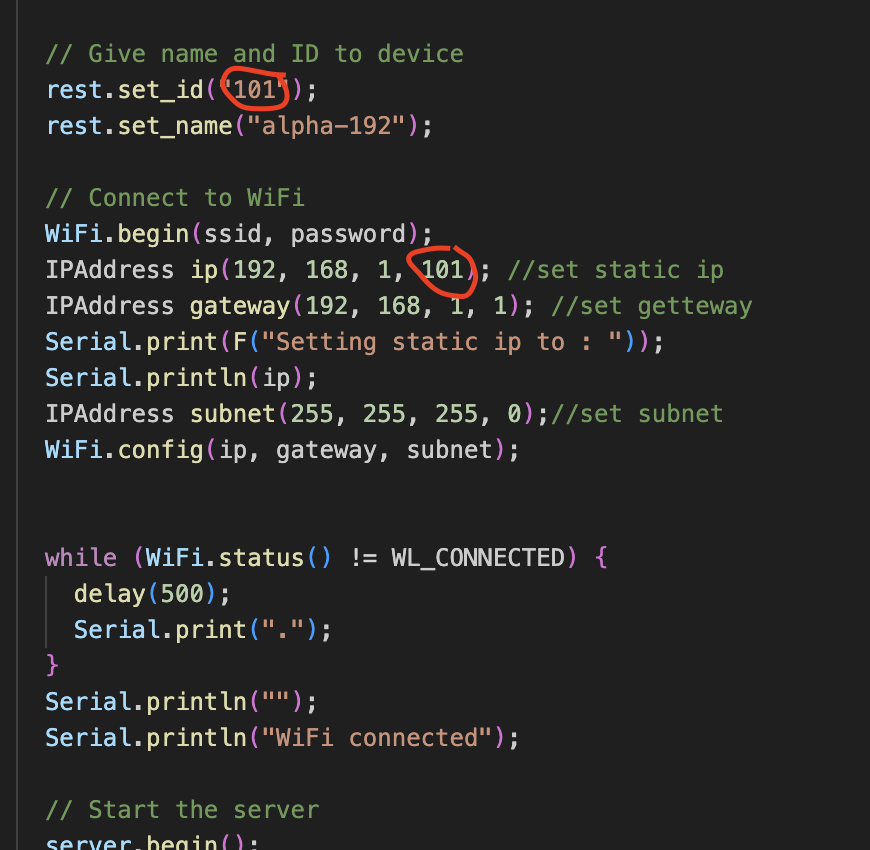 // Give name and ID to device
rest.set_id("101");
rest.set_name("alpha-192");
// Connect to WiFi
WiFi.begin(ssid, password);
IPAddress ip(192, 168, 1, 101); //set static ip
IPAddress gateway(192, 168, 1, 1); //set getteway
Serial.print(F("Setting static ip to : "));
Serial.println(ip);
IPAddress subnet(255, 255, 255, 0);//set subnet
WiFi.config(ip, gateway, subnet);
while (WiFi.status() != WL_CONNECTED) {
delay(500);
Serial.print(".");
}
Serial.println("");
Serial.println("WiFi connected");
// Start the server
server.begin();